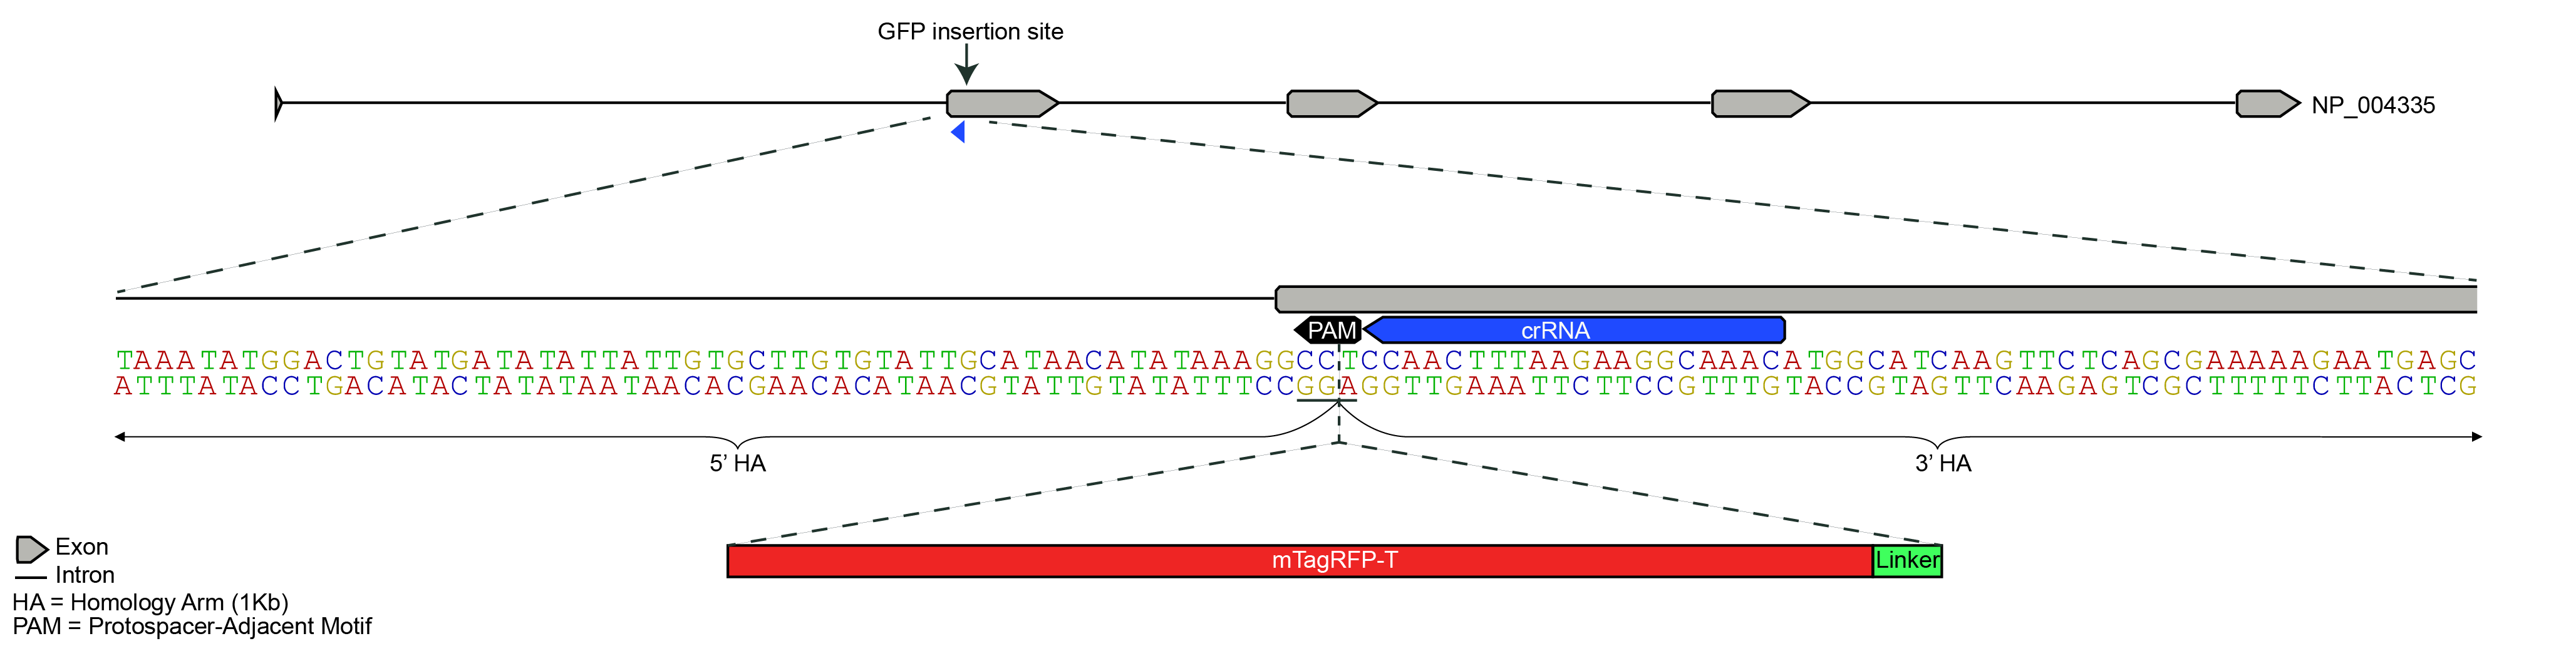 GFP insertion site
NP_004335
PAM
crRNA
TAAATATGGACTGTATGATATATTATTGTGCTTGTGTATTGCATAACATATAAAGGCCTCCAACTTTAAGAAGGCAAACATGGCATCAAGTTCTCAGCGAAAAAGAATGAGC
ATTTATACCTGACATACTATATAATAACACGAACACATAACGTATTGTATATTTCCGGAGGTTGAAATTCTTCCGTTTGTACCGTAGTTCAAGAGTCGCTTTTTCTTACTCG
5’ HA
3’ HA
mTagRFP-T
Linker
Exon
Intron
HA = Homology Arm (1Kb)
PAM = Protospacer-Adjacent Motif